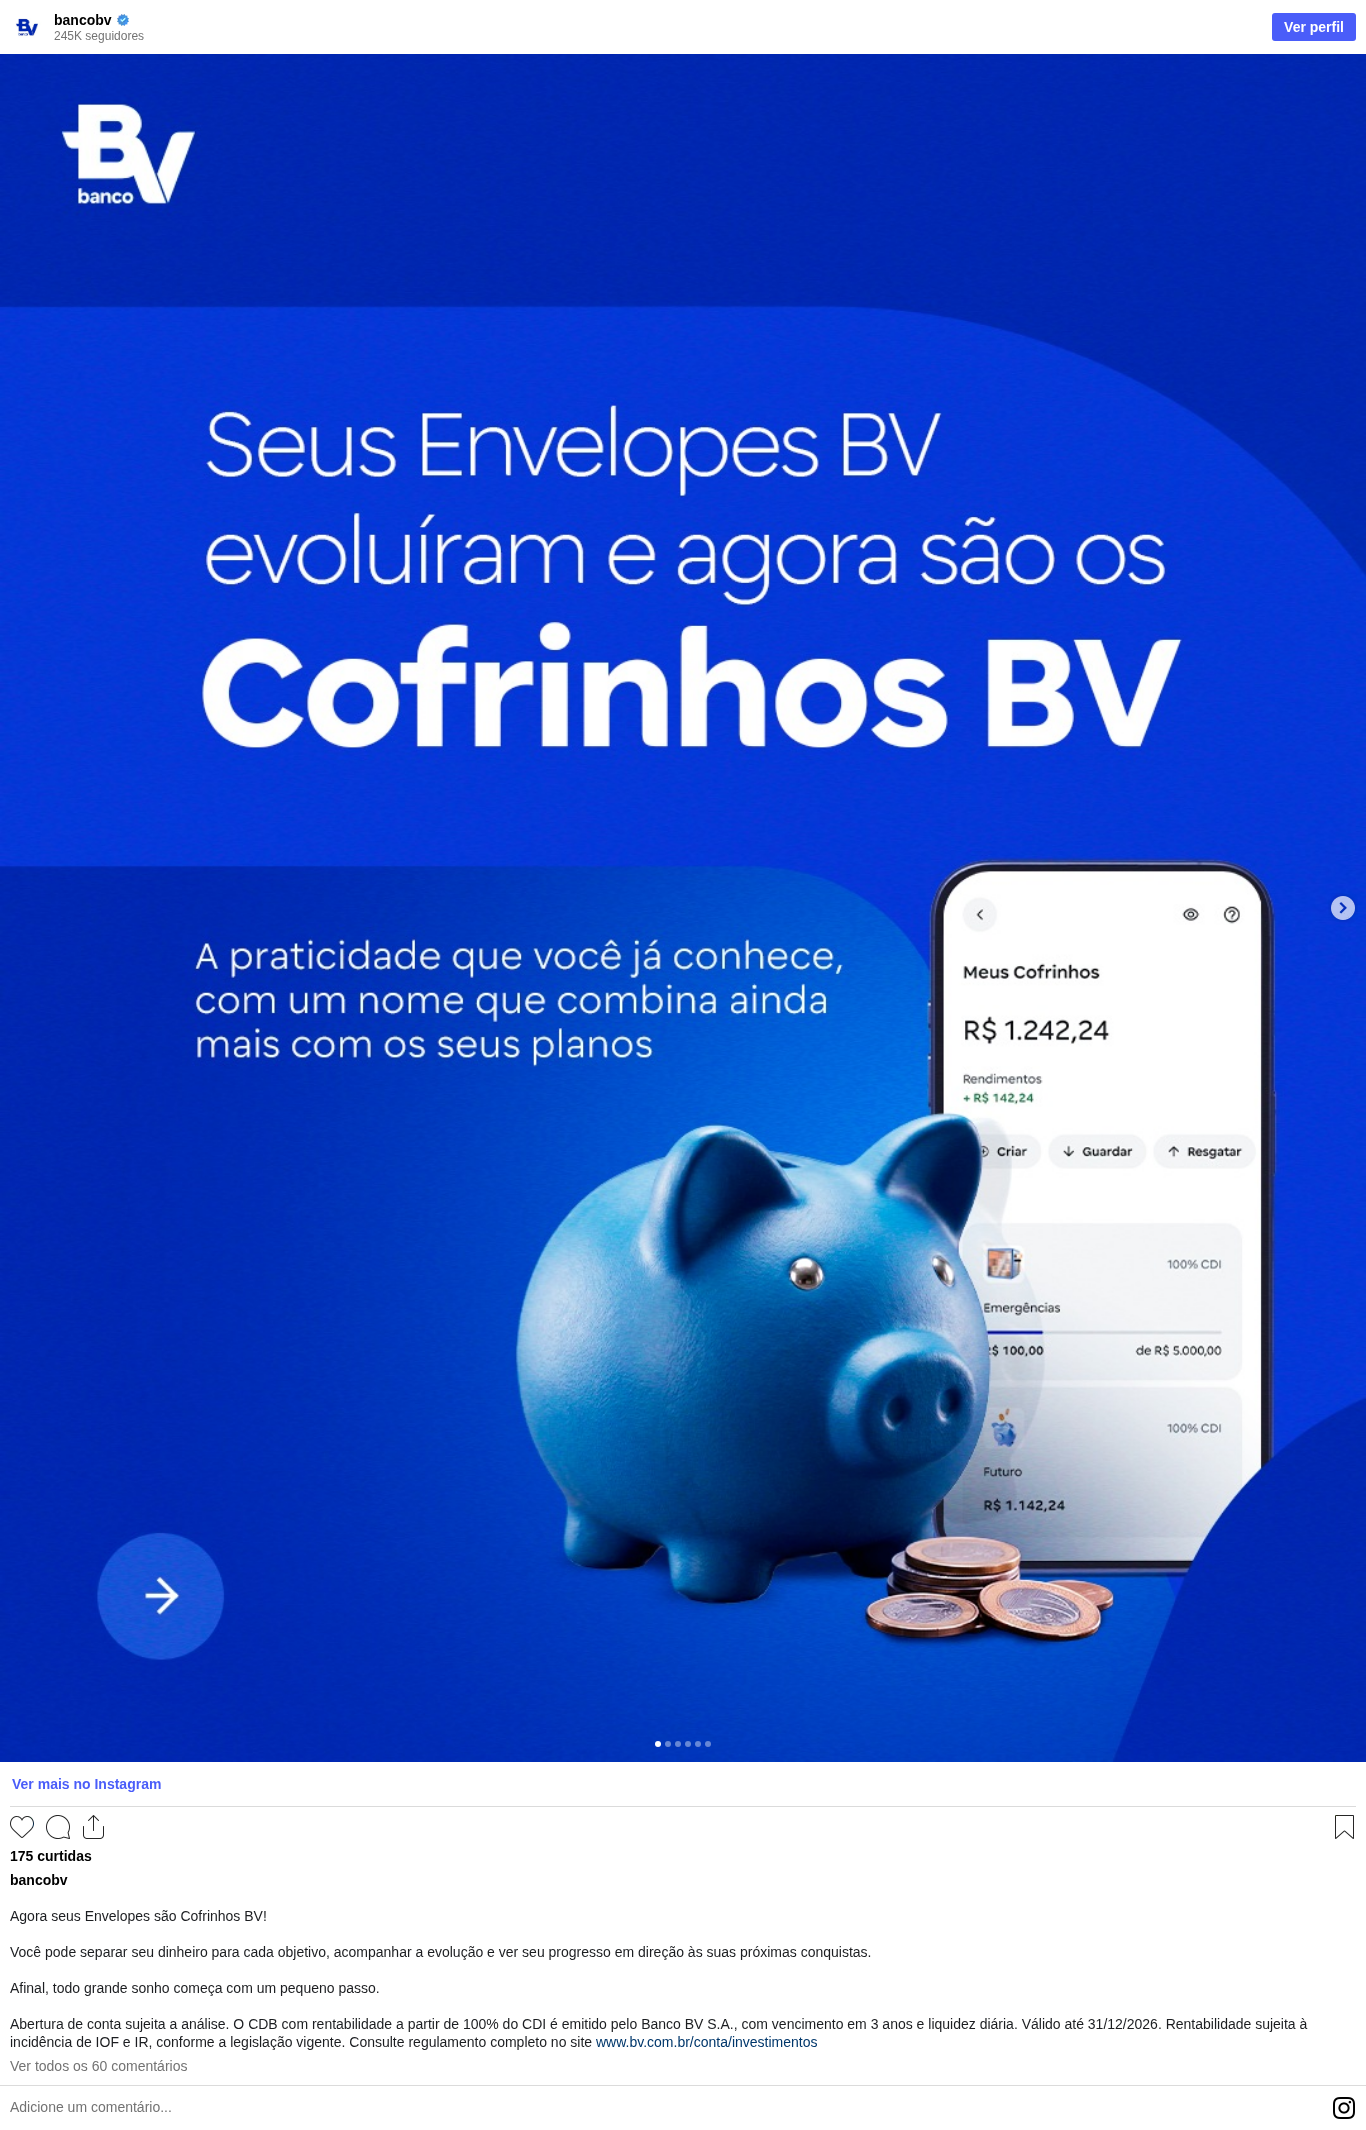 bancobv
245K seguidores
Ver perfil
BV
banco
Seus Envelopes BV
evoluíram e agora são os
Cofrinhos BV
A praticidade que você já conhece,
com um nome que combina ainda
mais com os seus planos
Meus Cofrinhos
R$ 1.242,24
Rendimentos
+ R$ 142,24
Criar
Guardar
Resgatar
100% CDI
Emergências
R$ 100,00
de R$ 5.000,00
100% CDI
Futuro
R$ 1.142,24
Ver mais no Instagram
175 curtidas
bancobv
Agora seus Envelopes são Cofrinhos BV!
Você pode separar seu dinheiro para cada objetivo, acompanhar a evolução e ver seu progresso em direção às suas próximas conquistas.
Afinal, todo grande sonho começa com um pequeno passo.
Abertura de conta sujeita a análise. O CDB com rentabilidade a partir de 100% do CDI é emitido pelo Banco BV S.A., com vencimento em 3 anos e liquidez diária. Válido até 31/12/2026. Rentabilidade sujeita à
incidência de IOF e IR, conforme a legislação vigente. Consulte regulamento completo no site www.bv.com.br/conta/investimentos
Ver todos os 60 comentários
Adicione um comentário...